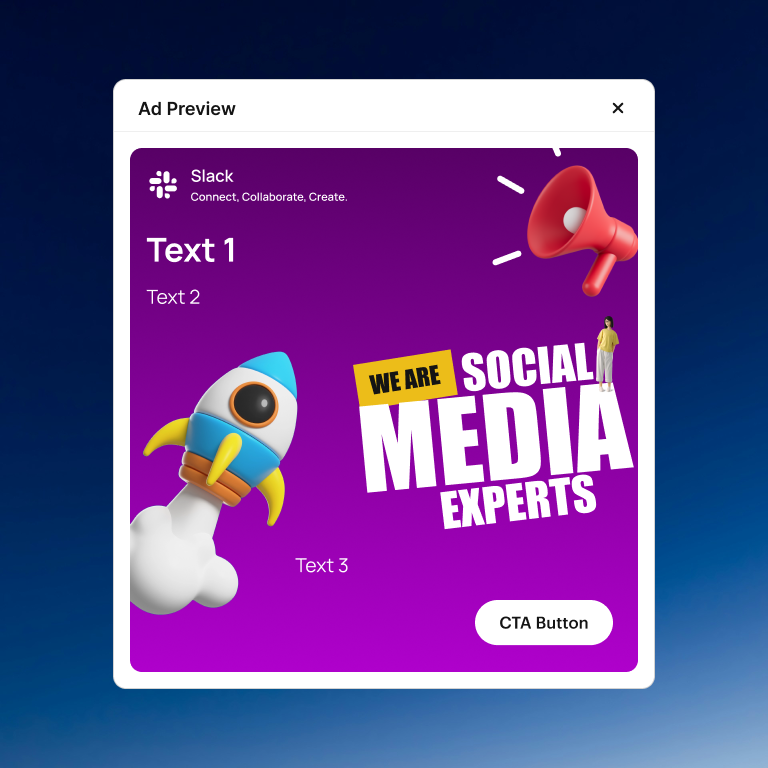 Ad Preview
Slack
Connect, Collaborate, Create.
Text 1
Text 2
WE ARE SOCIAL
MEDIA
EXPERTS
Text 3
CTA Button